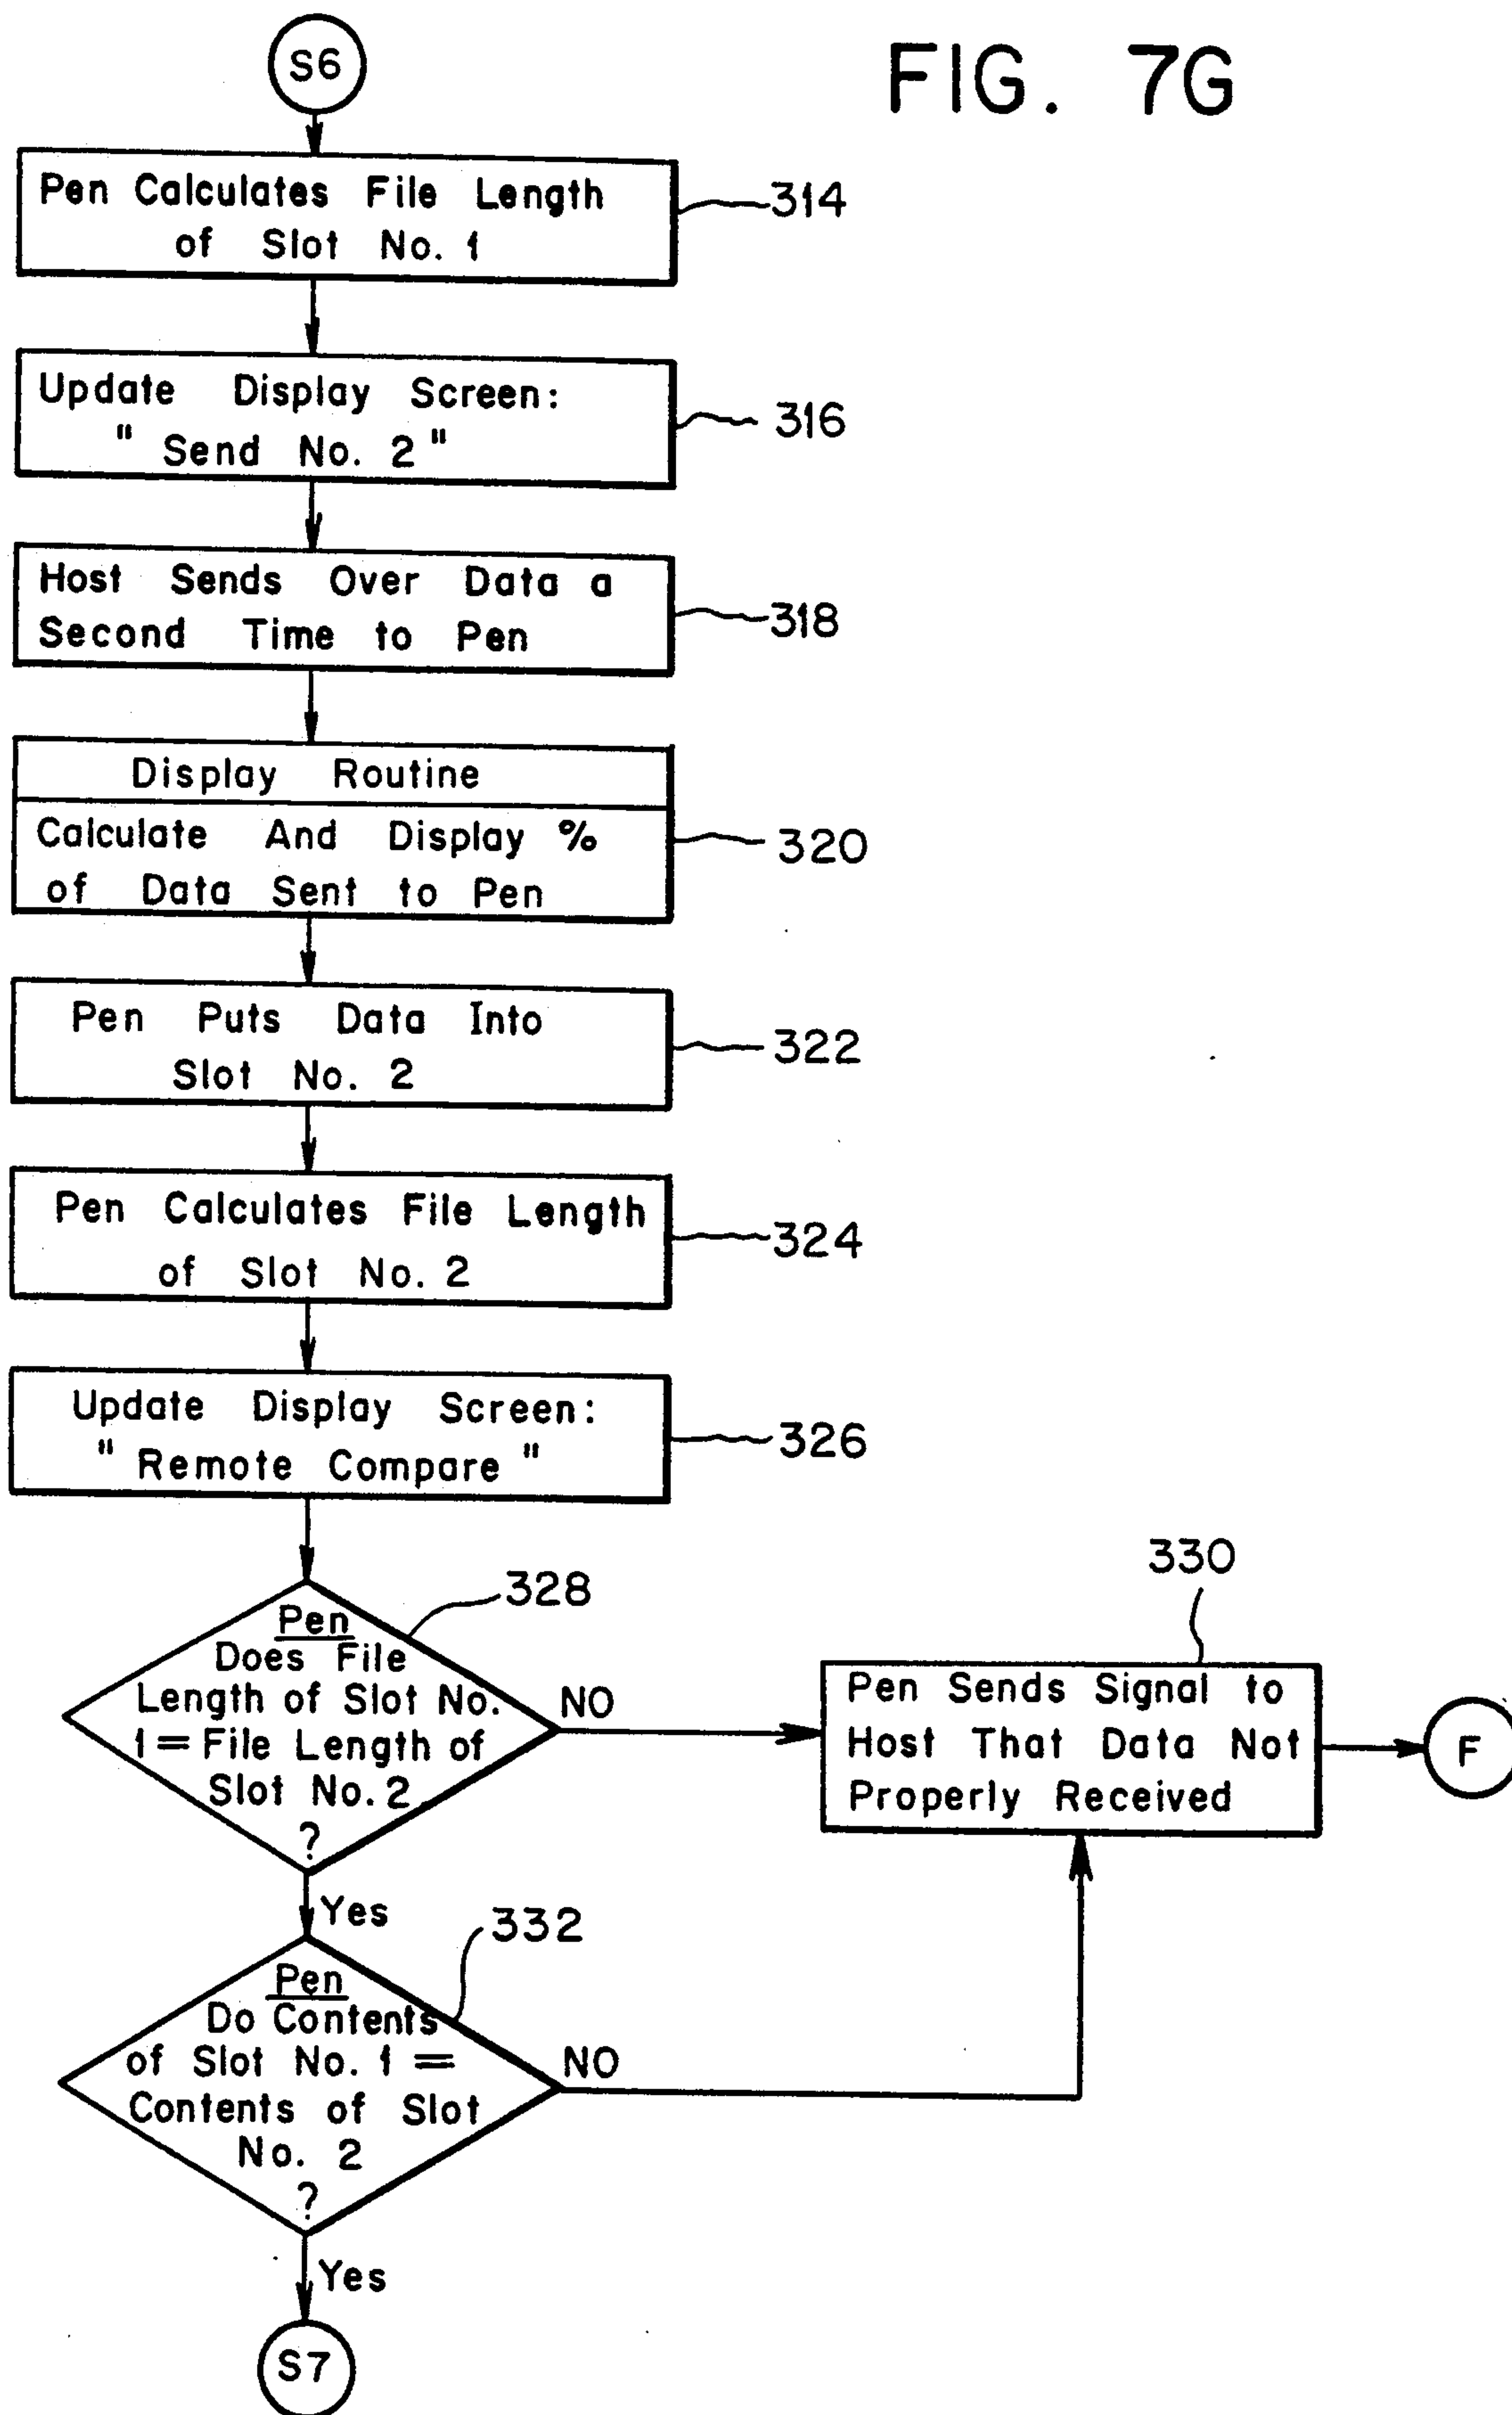 FIG. 7G
S6
Pen Calculates File Length
of Slot No. 1
314
Update Display Screen:
" Send No. 2 "
316
Host Sends Over Data a
Second Time to Pen
318
Display Routine
Calculate And Display %
of Data Sent to Pen
320
Pen Puts Data Into
Slot No. 2
322
Pen Calculates File Length
of Slot No. 2
324
Update Display Screen:
" Remote Compare "
326
Pen
Does File
Length of Slot No.
1 = File Length of
Slot No. 2
?
328
NO
Yes
330
Pen Sends Signal to
Host That Data Not
Properly Received
F
Pen
Do Contents
of Slot No. 1 =
Contents of Slot
No. 2
?
332
NO
Yes
S7